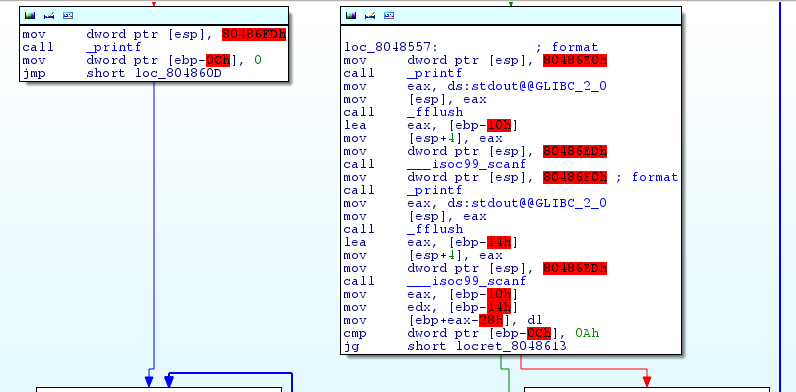 mov dword ptr [esp], 80486FDh
call _printf
mov dword ptr [ebp-0Ch], 0
jmp short loc_804860D
loc_8048557: ; format
mov dword ptr [esp], 80486E0h
call _printf
mov eax, ds:stdout@@GLIBC_2_0
mov [esp], eax
call _fflush
lea eax, [ebp-10h]
mov [esp+4], eax
mov dword ptr [esp], 80486EDh
call ___isoc99_scanf
mov dword ptr [esp], 80486F0h ; format
call _printf
mov eax, ds:stdout@@GLIBC_2_0
mov [esp], eax
call _fflush
lea eax, [ebp-14h]
mov [esp+4], eax
mov dword ptr [esp], 80486EDh
call ___isoc99_scanf
mov eax, [ebp-10h]
mov edx, [ebp-14h]
mov [ebp+eax-28h], dl
cmp dword ptr [ebp-0Ch], 0Ah
jg short locret_8048613